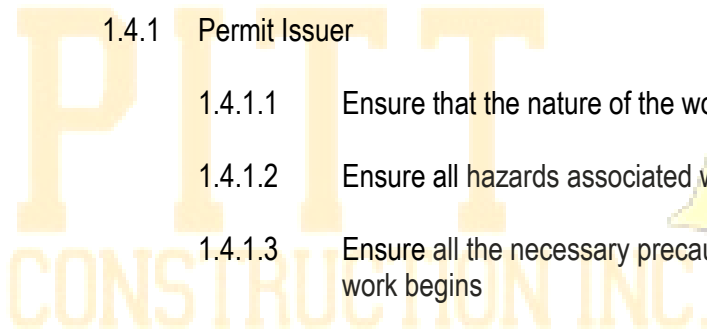 1.4.1 Permit Issuer
1.4.1.1 Ensure that the nature of the
1.4.1.2 Ensure all hazards associated
1.4.1.3 Ensure all the necessary
work begins
PITT
CONSTRUCTION INC.